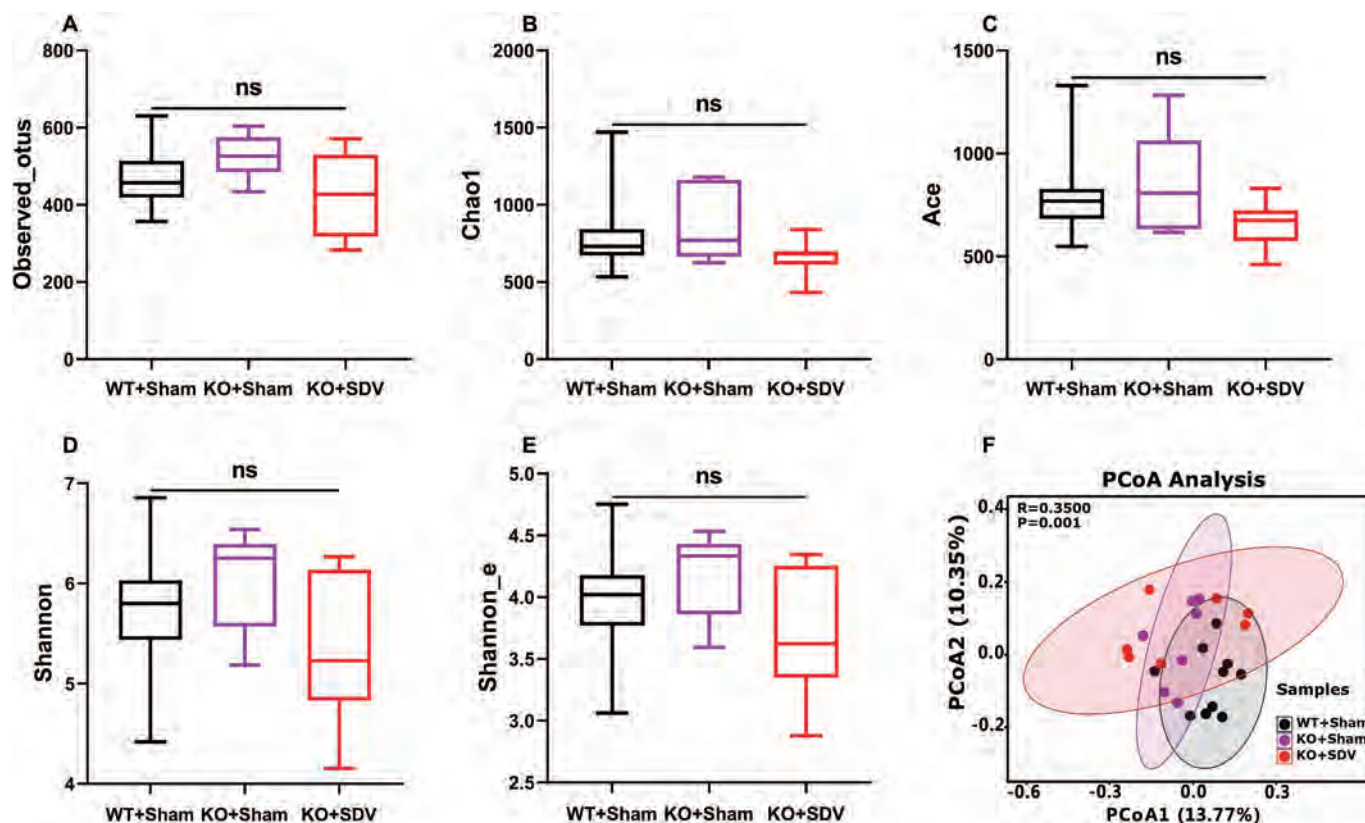 A
Observed_otus
800
600
400
200
0
ns
WT+Sham KO+Sham KO+SDV
B
Chao1
2000
1500
1000
500
0
ns
WT+Sham KO+Sham KO+SDV
C
Ace
1500
1000
500
0
ns
WT+Sham KO+Sham KO+SDV
D
Shannon
7
6
5
4
ns
WT+Sham KO+Sham KO+SDV
E
Shannon_e
5.0
4.5
4.0
3.5
3.0
2.5
ns
WT+Sham KO+Sham KO+SDV
F
PCoA Analysis
R=0.3500
P=0.001
PCoA2 (10.35%)
0.4
0.2
0.0
-0.2
Samples
WT+Sham
KO+Sham
KO+SDV
-0.6 -0.3 0.0 0.3
PCoA1 (13.77%)